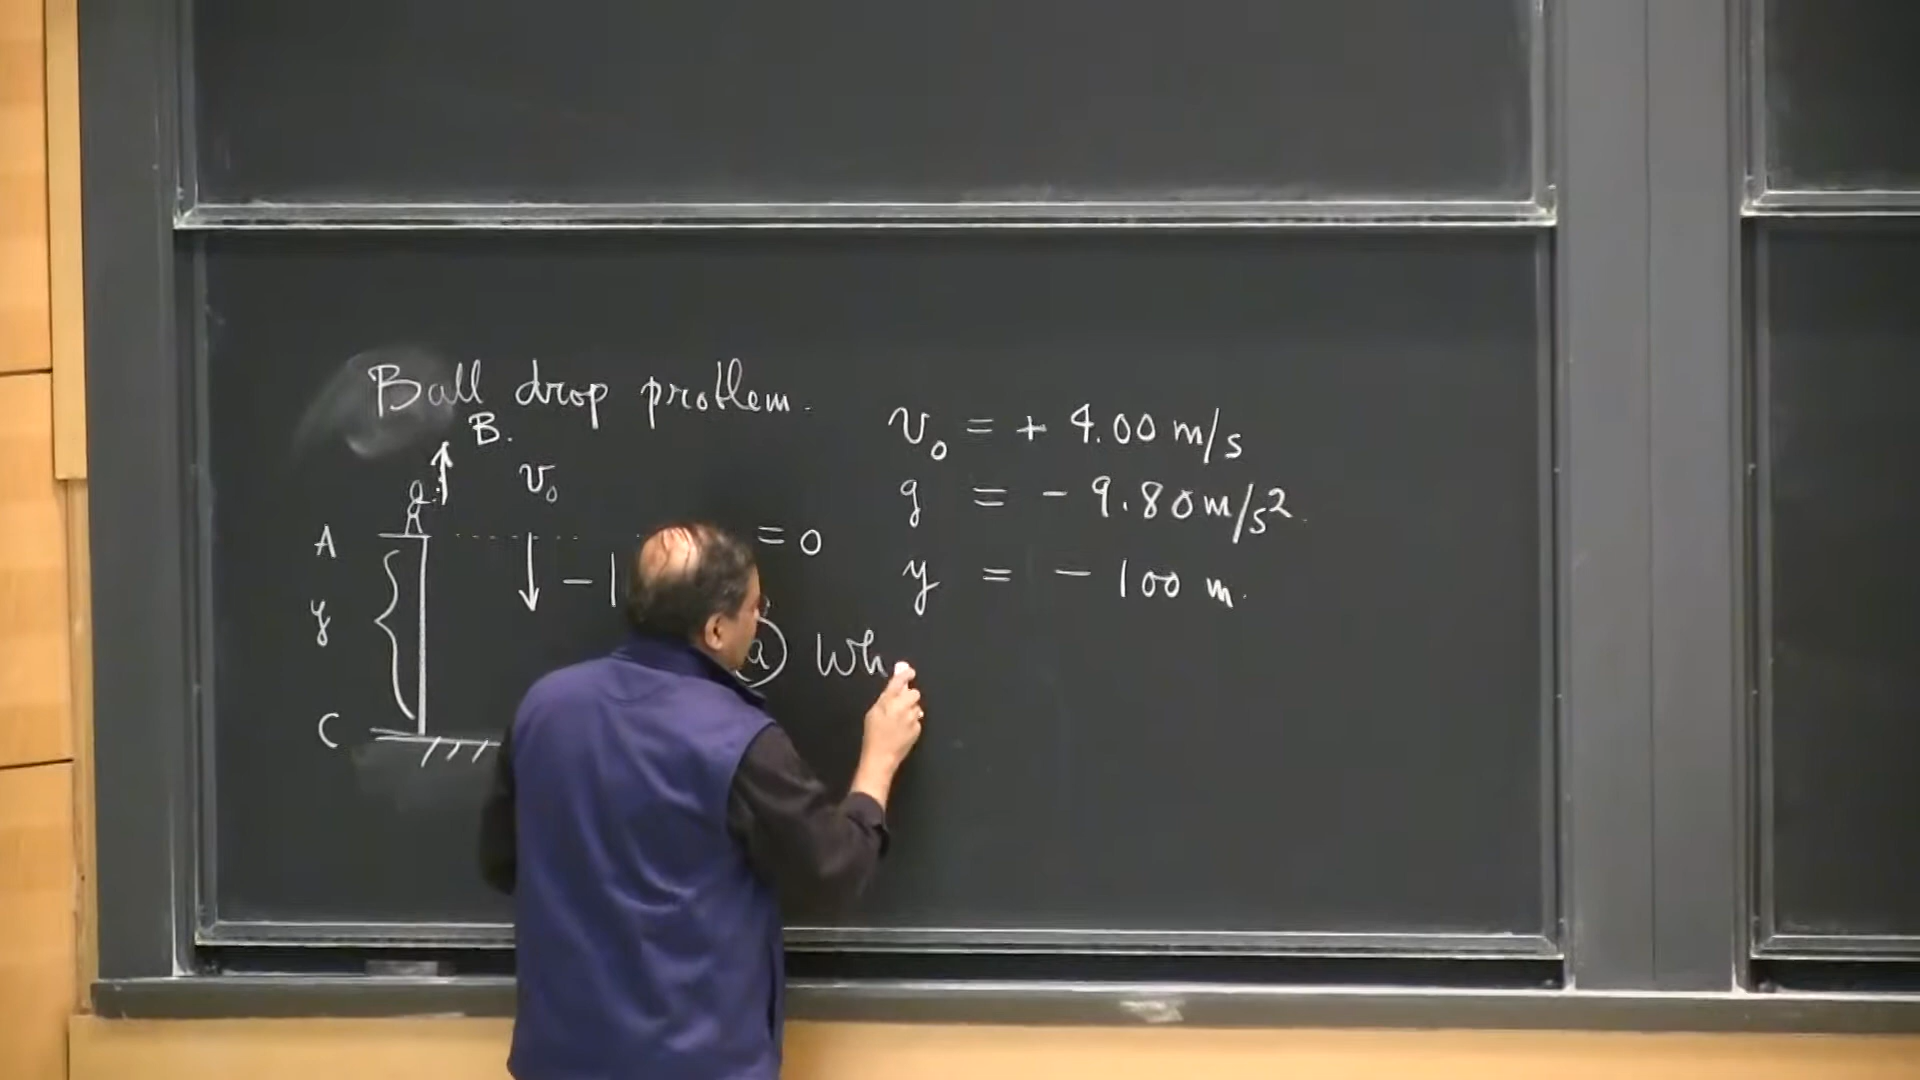 Ball drop problem.
B.
v₀
A
= 0
- 1
y
C
v₀ = + 4.00 m/s
g = - 9.80 m/s².
y = - 100 m.
a) Wh